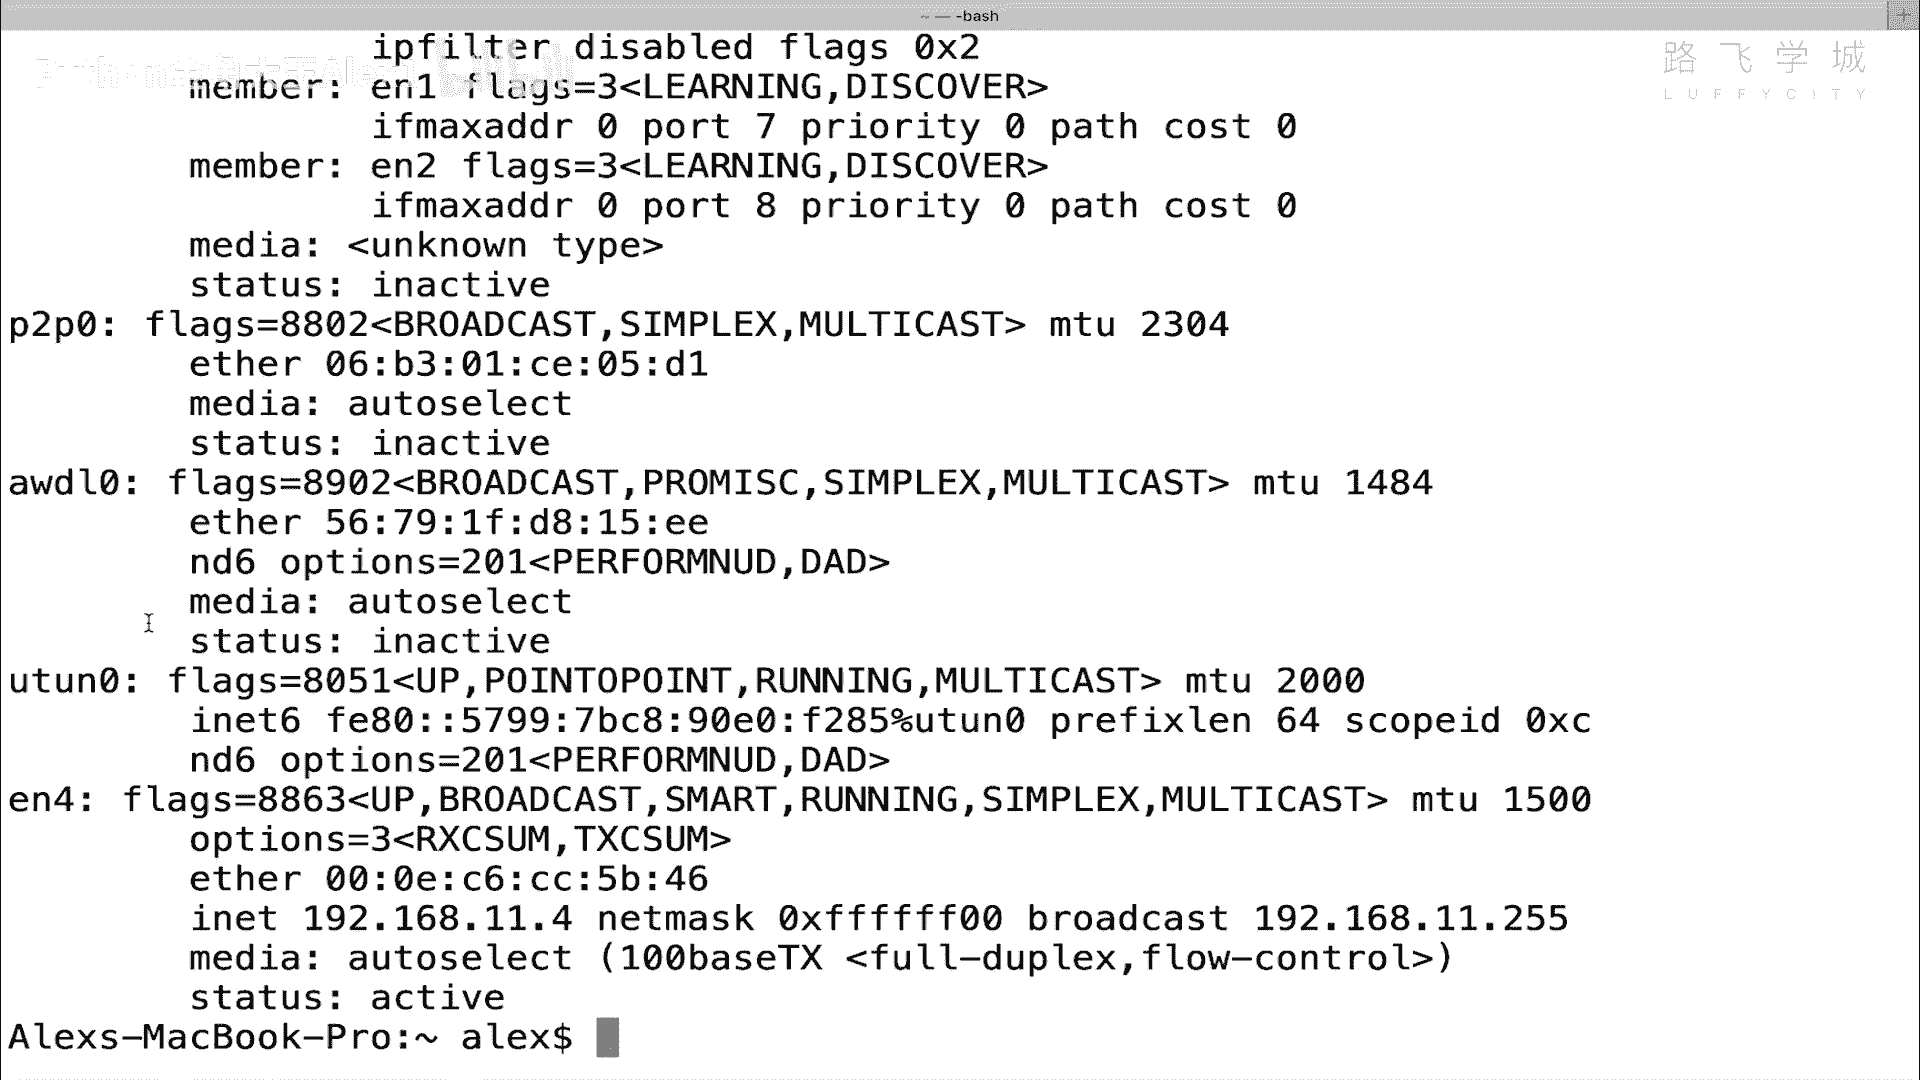 ~ — -bash
+
路飞学城
LUFFYCITY
ipfilter disabled flags 0x2
member: en1 flags=3<LEARNING,DISCOVER>
ifmaxaddr 0 port 7 priority 0 path cost 0
member: en2 flags=3<LEARNING,DISCOVER>
ifmaxaddr 0 port 8 priority 0 path cost 0
media: <unknown type>
status: inactive
p2p0: flags=8802<BROADCAST,SIMPLEX,MULTICAST> mtu 2304
ether 06:b3:01:ce:05:d1
media: autoselect
status: inactive
awdl0: flags=8902<BROADCAST,PROMISC,SIMPLEX,MULTICAST> mtu 1484
ether 56:79:1f:d8:15:ee
nd6 options=201<PERFORMNUD,DAD>
media: autoselect
status: inactive
utun0: flags=8051<UP,POINTOPOINT,RUNNING,MULTICAST> mtu 2000
inet6 fe80::5799:7bc8:90e0:f285%utun0 prefixlen 64 scopeid 0xc
nd6 options=201<PERFORMNUD,DAD>
en4: flags=8863<UP,BROADCAST,SMART,RUNNING,SIMPLEX,MULTICAST> mtu 1500
options=3<RXCSUM,TXCSUM>
ether 00:0e:c6:cc:5b:46
inet 192.168.11.4 netmask 0xffffff00 broadcast 192.168.11.255
media: autoselect (100baseTX <full-duplex,flow-control>)
status: active
Alexs-MacBook-Pro:~ alex$